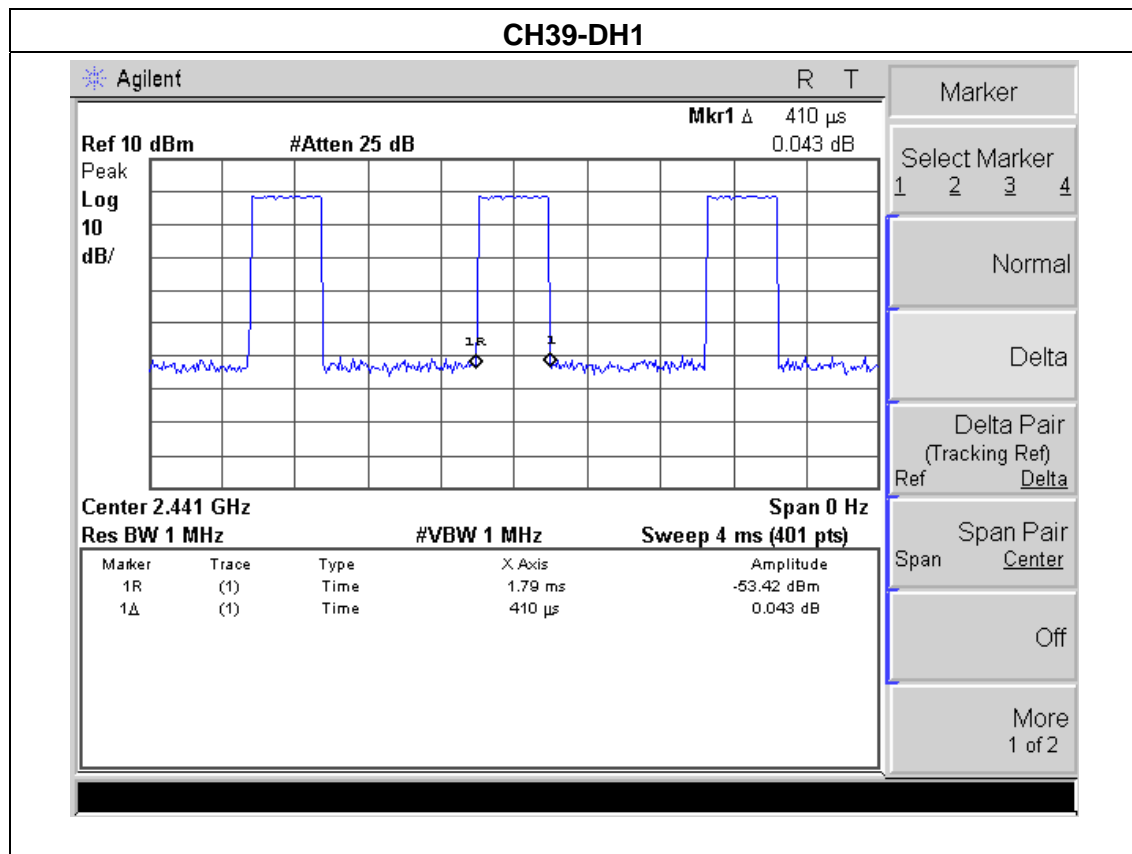 CH39-DH1
Agilent R T
Mkr1 Δ 410 µs
Ref 10 dBm #Atten 25 dB 0.043 dB
Peak
Log
10
dB/
1R 1
Center 2.441 GHz Span 0 Hz
Res BW 1 MHz #VBW 1 MHz Sweep 4 ms (401 pts)
Marker Trace Type X Axis Amplitude
1R (1) Time 1.79 ms -53.42 dBm
1Δ (1) Time 410 µs 0.043 dB
Marker
Select Marker
1 2 3 4
Normal
Delta
Delta Pair
(Tracking Ref)
Ref Delta
Span Pair
Span Center
Off
More
1 of 2